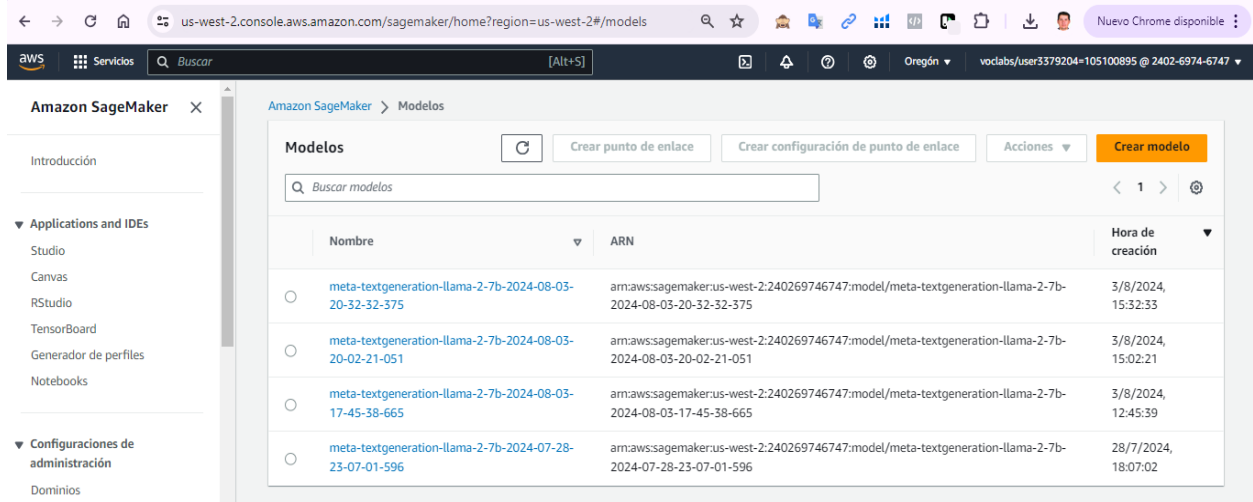 us-west-2.console.aws.amazon.com/sagemaker/home?region=us-west-2#/models
Nuevo Chrome disponible
aws
Servicios
Buscar
[Alt+S]
Oregón
voclabs/user3379204=105100895 @ 2402-6974-6747
Amazon SageMaker
Introducción
Applications and IDEs
Studio
Canvas
RStudio
TensorBoard
Generador de perfiles
Notebooks
Configuraciones de
administración
Dominios
Amazon SageMaker > Modelos
Modelos
Crear punto de enlace
Crear configuración de punto de enlace
Acciones
Crear modelo
Buscar modelos
1
Nombre
ARN
Hora de
creación
meta-textgeneration-llama-2-7b-2024-08-03-
20-32-32-375
arn:aws:sagemaker:us-west-2:240269746747:model/meta-textgeneration-llama-2-7b-
2024-08-03-20-32-32-375
3/8/2024,
15:32:33
meta-textgeneration-llama-2-7b-2024-08-03-
20-02-21-051
arn:aws:sagemaker:us-west-2:240269746747:model/meta-textgeneration-llama-2-7b-
2024-08-03-20-02-21-051
3/8/2024,
15:02:21
meta-textgeneration-llama-2-7b-2024-08-03-
17-45-38-665
arn:aws:sagemaker:us-west-2:240269746747:model/meta-textgeneration-llama-2-7b-
2024-08-03-17-45-38-665
3/8/2024,
12:45:39
meta-textgeneration-llama-2-7b-2024-07-28-
23-07-01-596
arn:aws:sagemaker:us-west-2:240269746747:model/meta-textgeneration-llama-2-7b-
2024-07-28-23-07-01-596
28/7/2024,
18:07:02